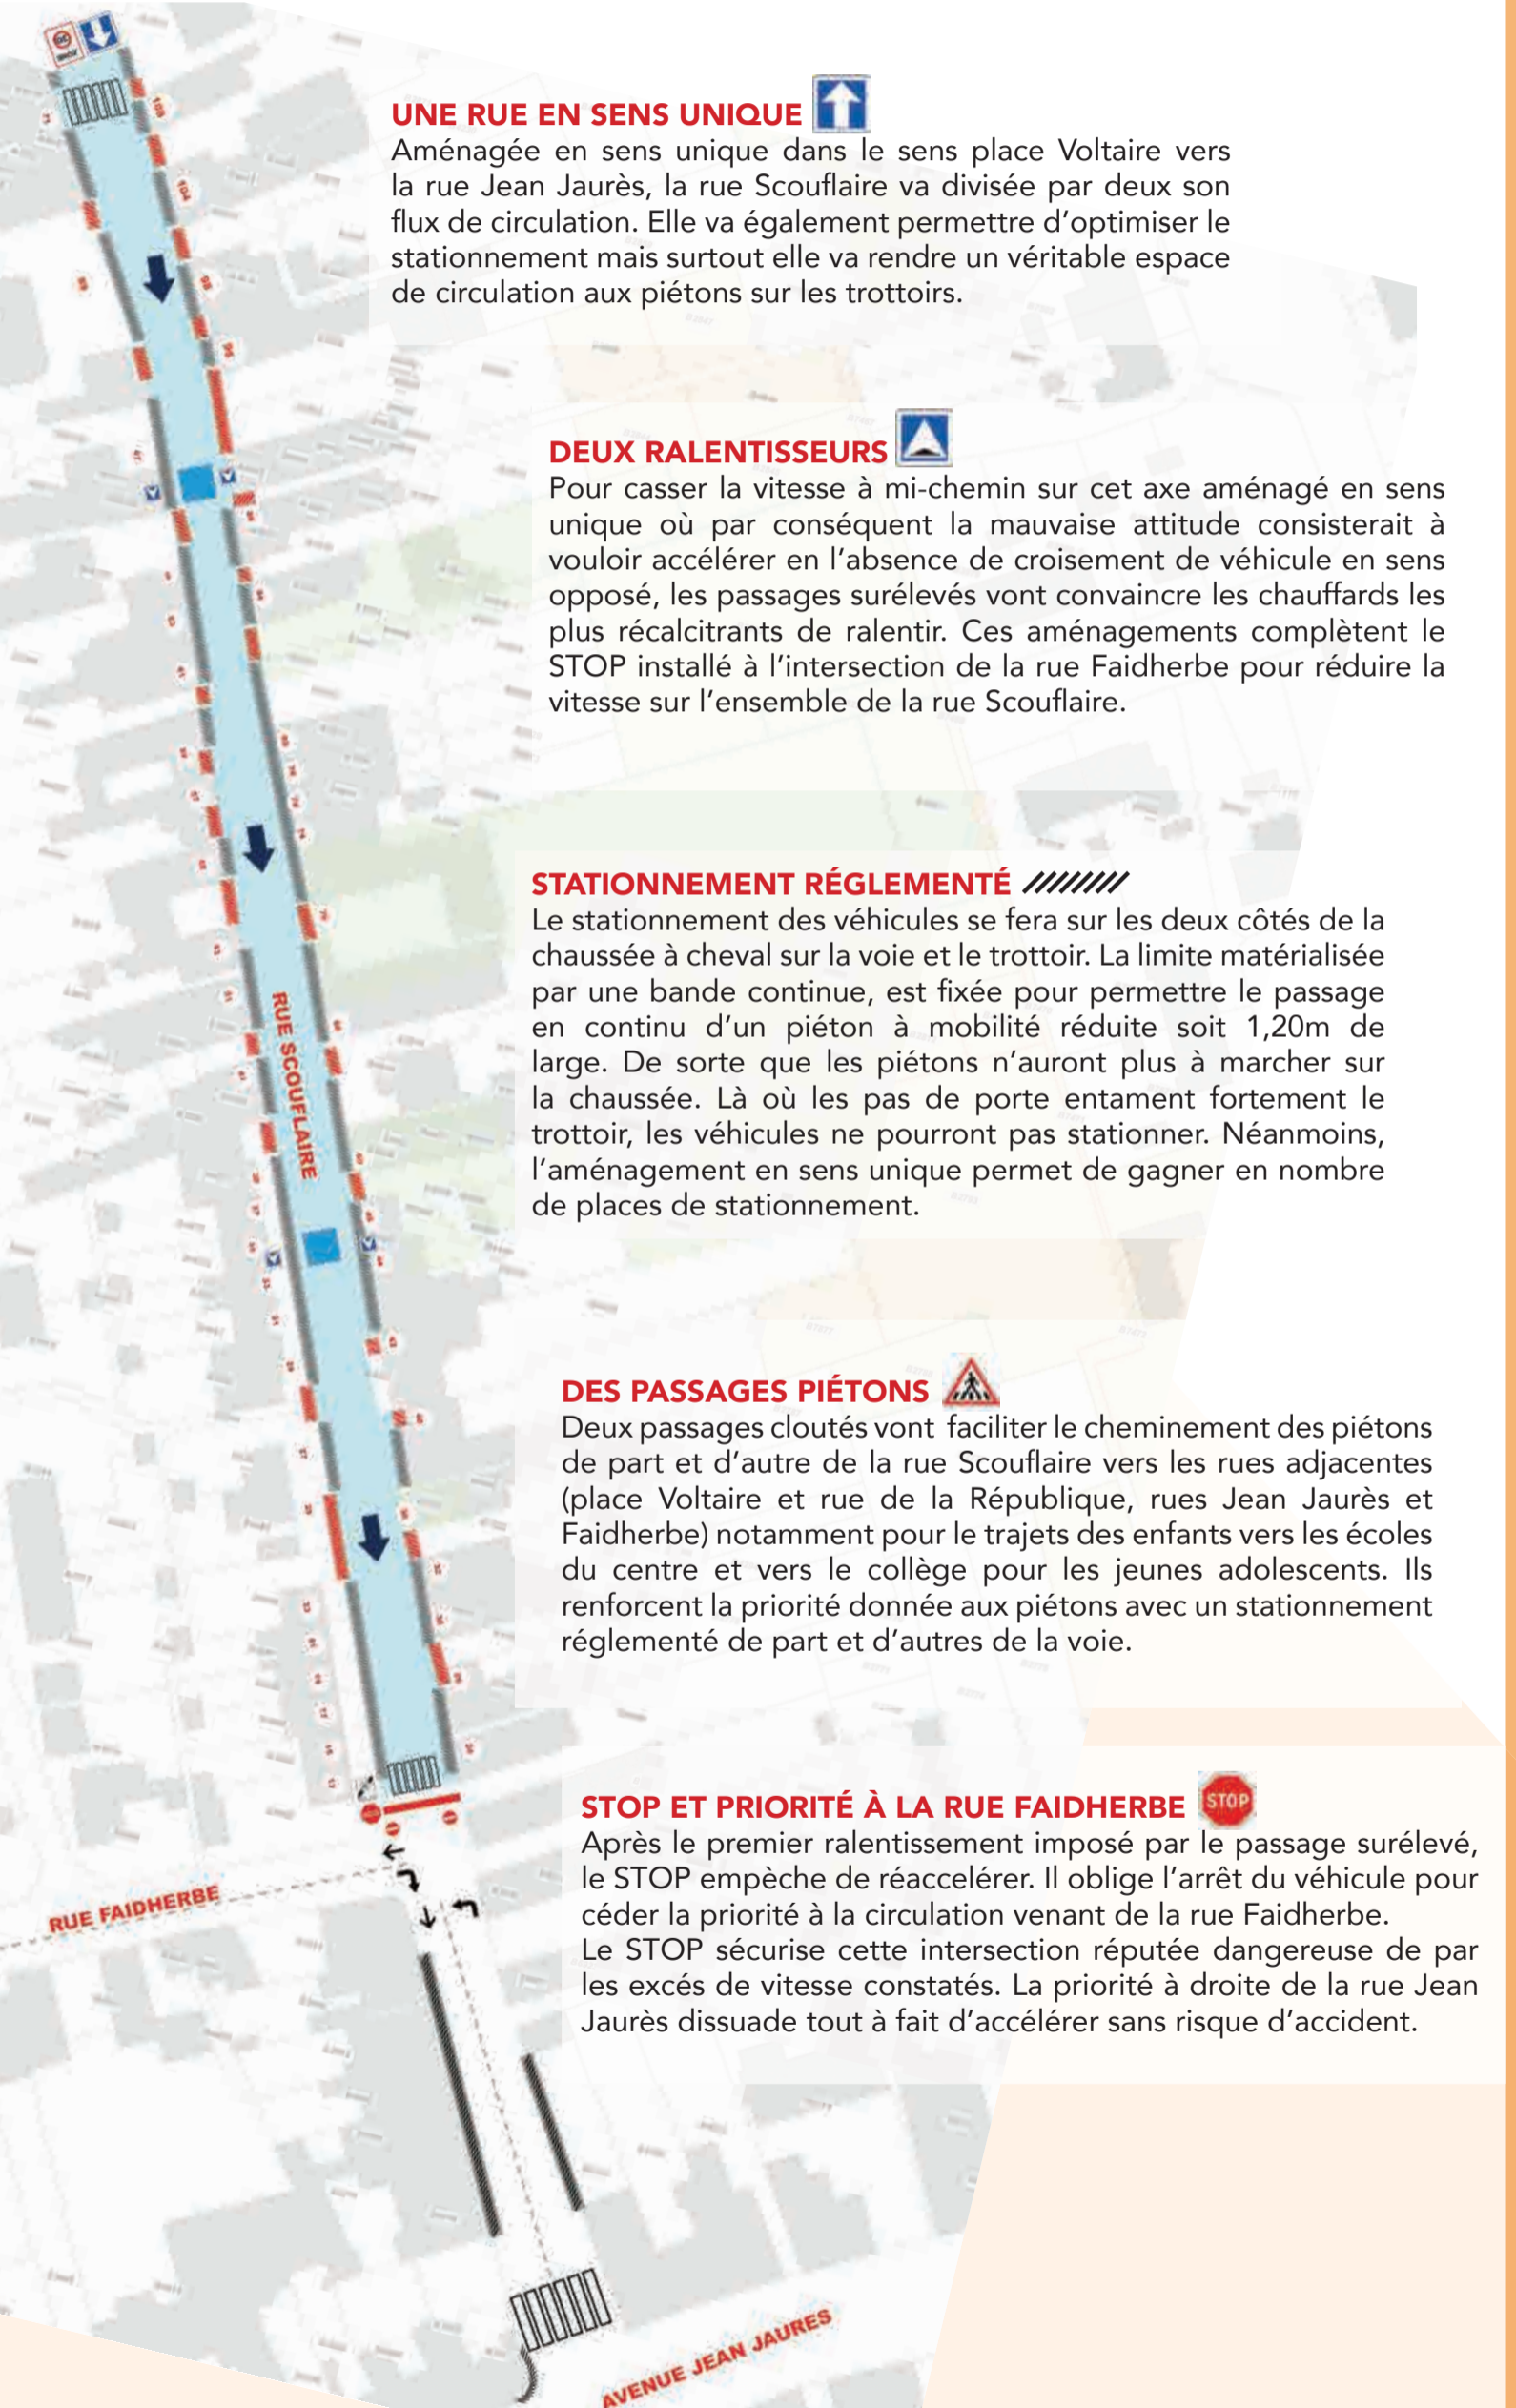 UNE RUE EN SENS UNIQUE
Aménagée en sens unique dans le sens place Voltaire vers
la rue Jean Jaurès, la rue Scouflaire va divisée par deux son
flux de circulation. Elle va également permettre d'optimiser le
stationnement mais surtout elle va rendre un véritable espace
de circulation aux piétons sur les trottoirs.
DEUX RALENTISSEURS
Pour casser la vitesse à mi-chemin sur cet axe aménagé en sens
unique où par conséquent la mauvaise attitude consisterait à
vouloir accélérer en l'absence de croisement de véhicule en sens
opposé, les passages surélevés vont convaincre les chauffards les
plus récalcitrants de ralentir. Ces aménagements complètent le
STOP installé à l'intersection de la rue Faidherbe pour réduire la
vitesse sur l'ensemble de la rue Scouflaire.
STATIONNEMENT RÉGLEMENTÉ
Le stationnement des véhicules se fera sur les deux côtés de la
chaussée à cheval sur la voie et le trottoir. La limite matérialisée
par une bande continue, est fixée pour permettre le passage
en continu d'un piéton à mobilité réduite soit 1,20m de
large. De sorte que les piétons n'auront plus à marcher sur
la chaussée. Là où les pas de porte entament fortement le
trottoir, les véhicules ne pourront pas stationner. Néanmoins,
l'aménagement en sens unique permet de gagner en nombre
de places de stationnement.
RUE SCOUFLAIRE
DES PASSAGES PIÉTONS
Deux passages cloutés vont faciliter le cheminement des piétons
de part et d'autre de la rue Scouflaire vers les rues adjacentes
(place Voltaire et rue de la République, rues Jean Jaurès et
Faidherbe) notamment pour le trajets des enfants vers les écoles
du centre et vers le collège pour les jeunes adolescents. Ils
renforcent la priorité donnée aux piétons avec un stationnement
réglementé de part et d'autres de la voie.
STOP ET PRIORITÉ À LA RUE FAIDHERBE
STOP
Après le premier ralentissement imposé par le passage surélevé,
le STOP empèche de réaccelérer. Il oblige l'arrêt du véhicule pour
céder la priorité à la circulation venant de la rue Faidherbe.
Le STOP sécurise cette intersection réputée dangereuse de par
les excés de vitesse constatés. La priorité à droite de la rue Jean
Jaurès dissuade tout à fait d'accélérer sans risque d'accident.
RUE FAIDHERBE
AVENUE JEAN JAURES